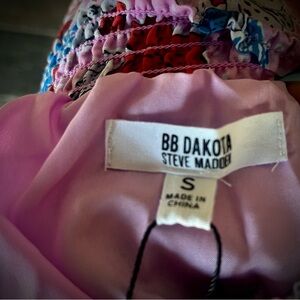 BB DAKOTA
STEVE MADDEN
S
MADE IN
CHINA